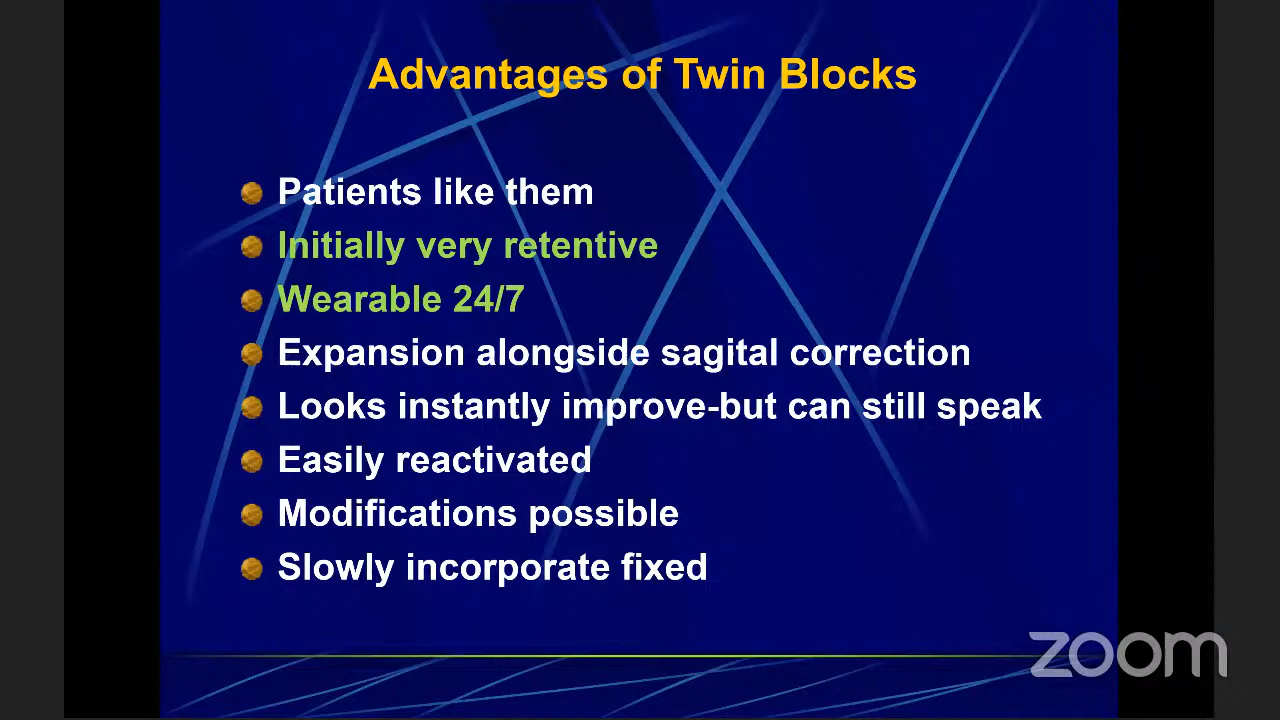 Advantages of Twin Blocks
Patients like them
Initially very retentive
Wearable 24/7
Expansion alongside sagital correction
Looks instantly improve-but can still speak
Easily reactivated
Modifications possible
Slowly incorporate fixed
zoom